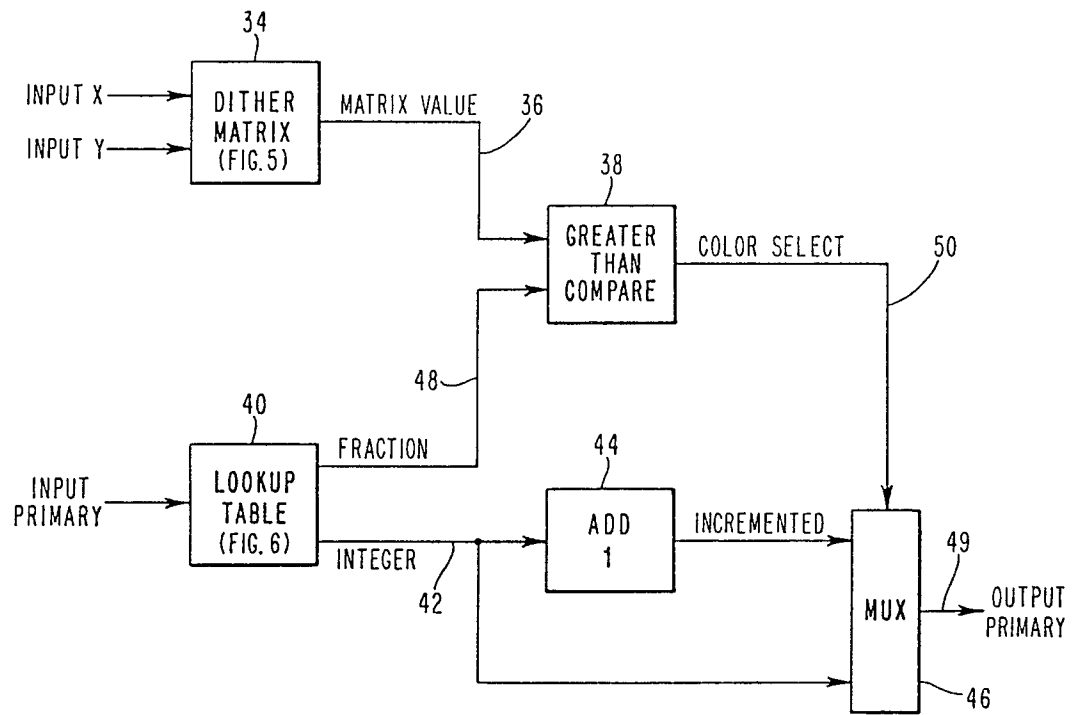 34
INPUT X
INPUT Y
DITHER
MATRIX
(FIG.5)
MATRIX VALUE
36
38
GREATER
THAN
COMPARE
COLOR SELECT
50
48
40
INPUT
PRIMARY
LOOKUP
TABLE
(FIG. 6)
FRACTION
INTEGER
42
44
ADD
1
INCREMENTED
MUX
49
OUTPUT
PRIMARY
46